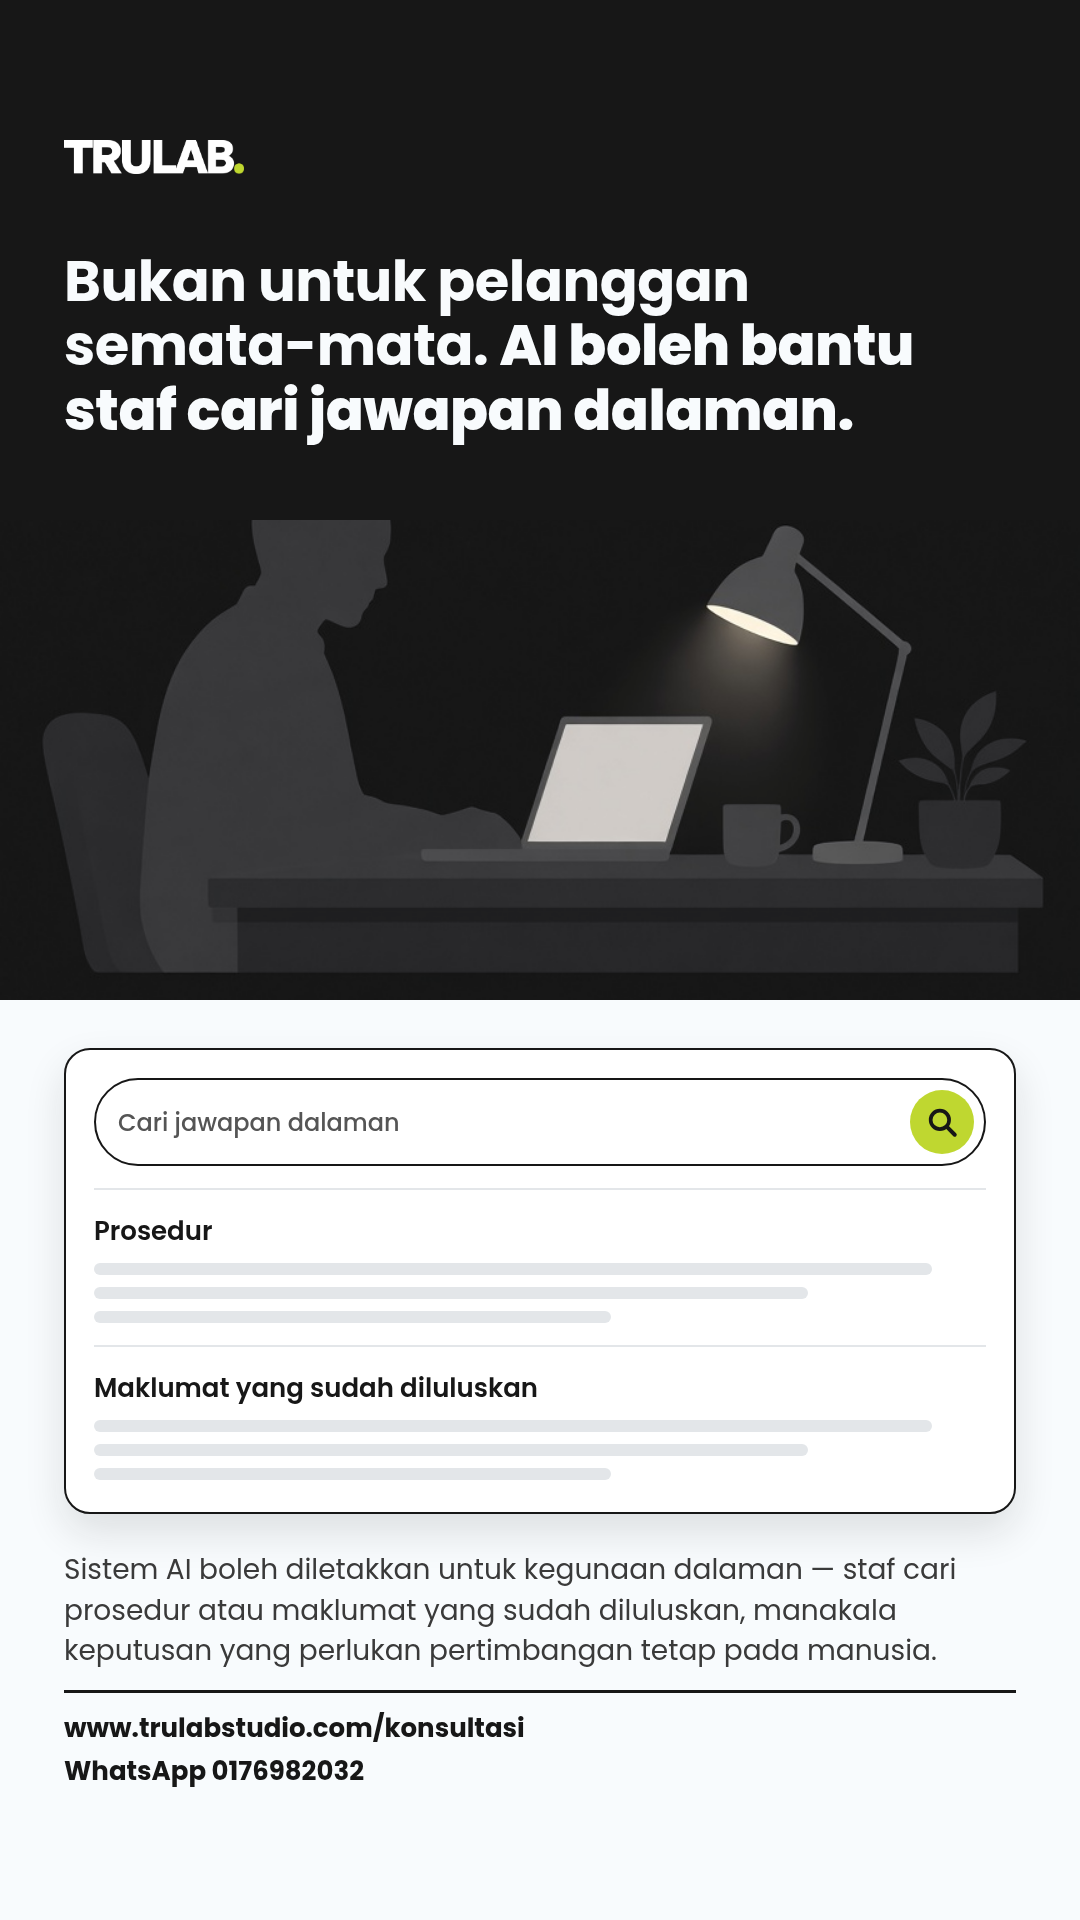 TRULAB.
Bukan untuk pelanggan
semata-mata. AI boleh bantu
staf cari jawapan dalaman.
Cari jawapan dalaman
Prosedur
Maklumat yang sudah diluluskan
Sistem AI boleh diletakkan untuk kegunaan dalaman — staf cari
prosedur atau maklumat yang sudah diluluskan, manakala
keputusan yang perlukan pertimbangan tetap pada manusia.
www.trulabstudio.com/konsultasi
WhatsApp 0176982032